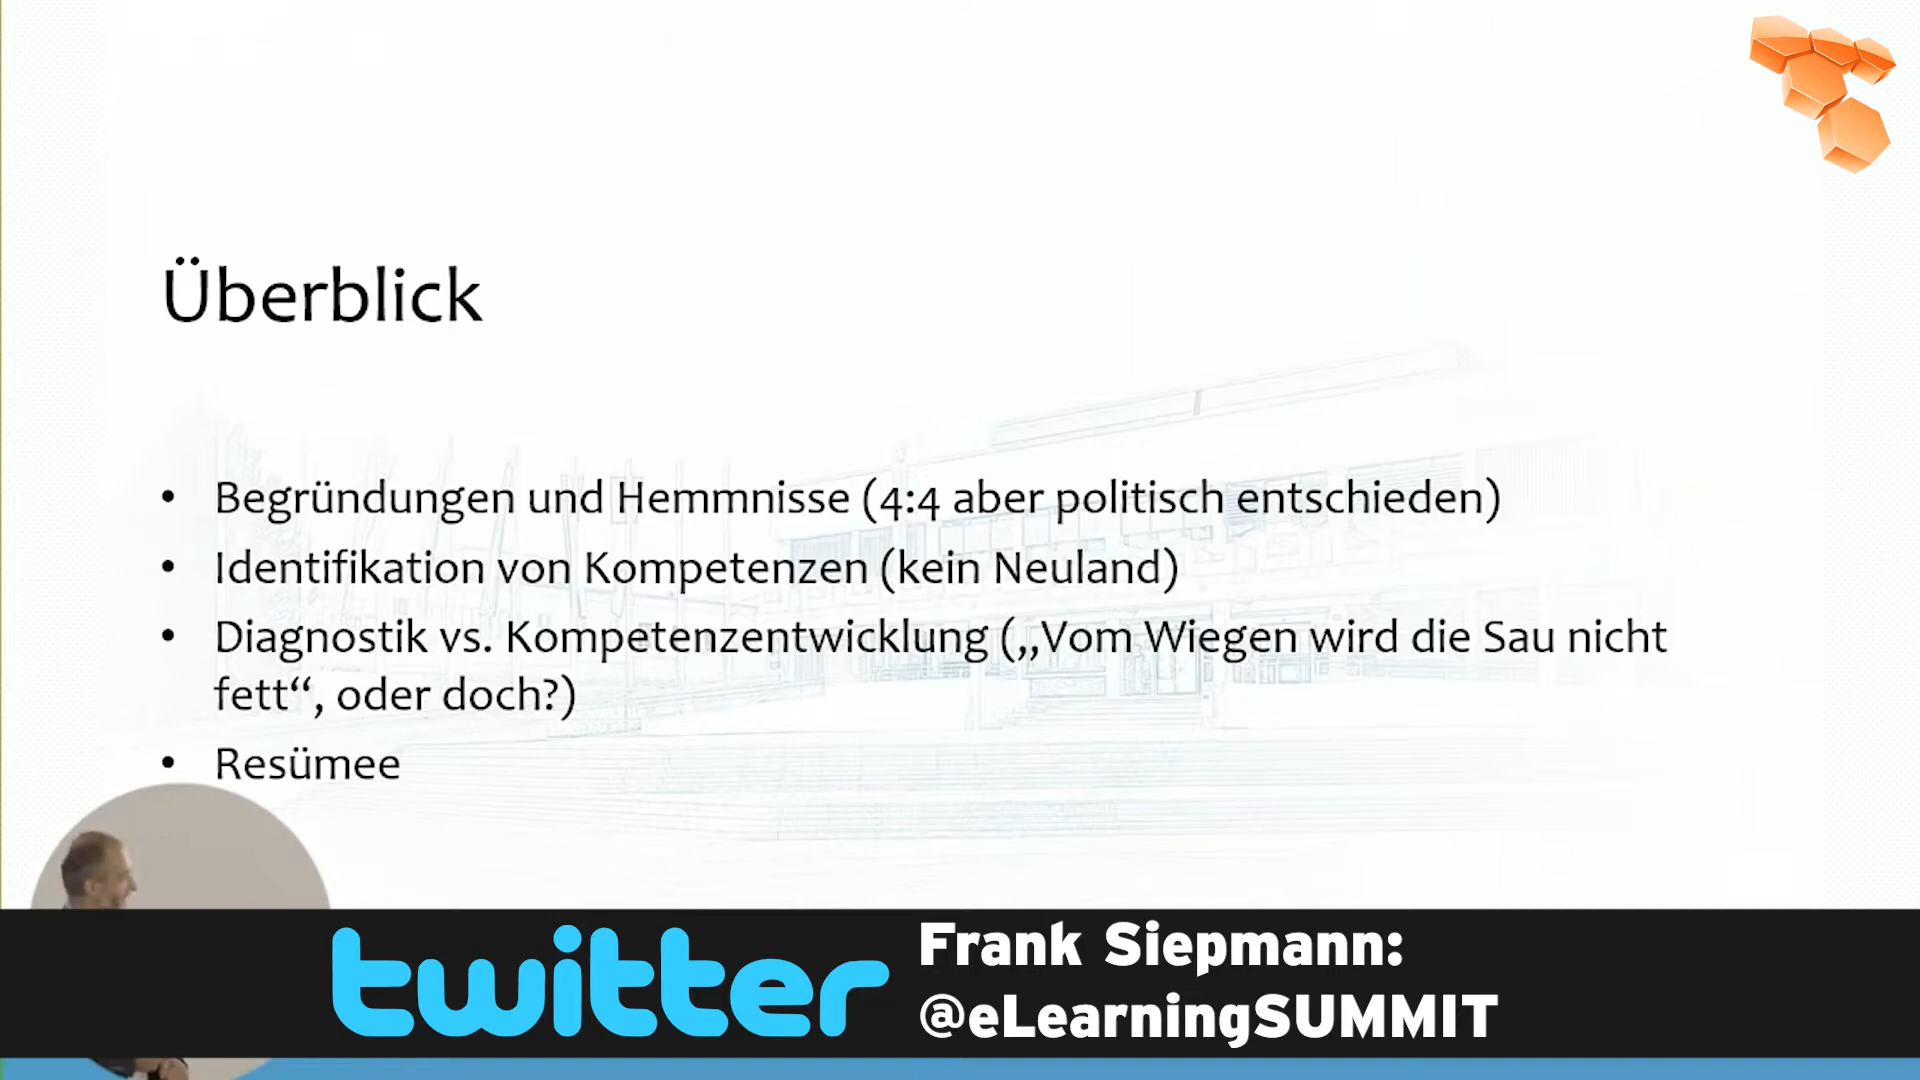 Überblick
• Begründungen und Hemmnisse (4:4 aber politisch entschieden)
• Identifikation von Kompetenzen (kein Neuland)
• Diagnostik vs. Kompetenzentwicklung („Vom Wiegen wird die Sau nicht
fett“, oder doch?)
• Resümee
twitter
Frank Siepmann:
@eLearningSUMMIT